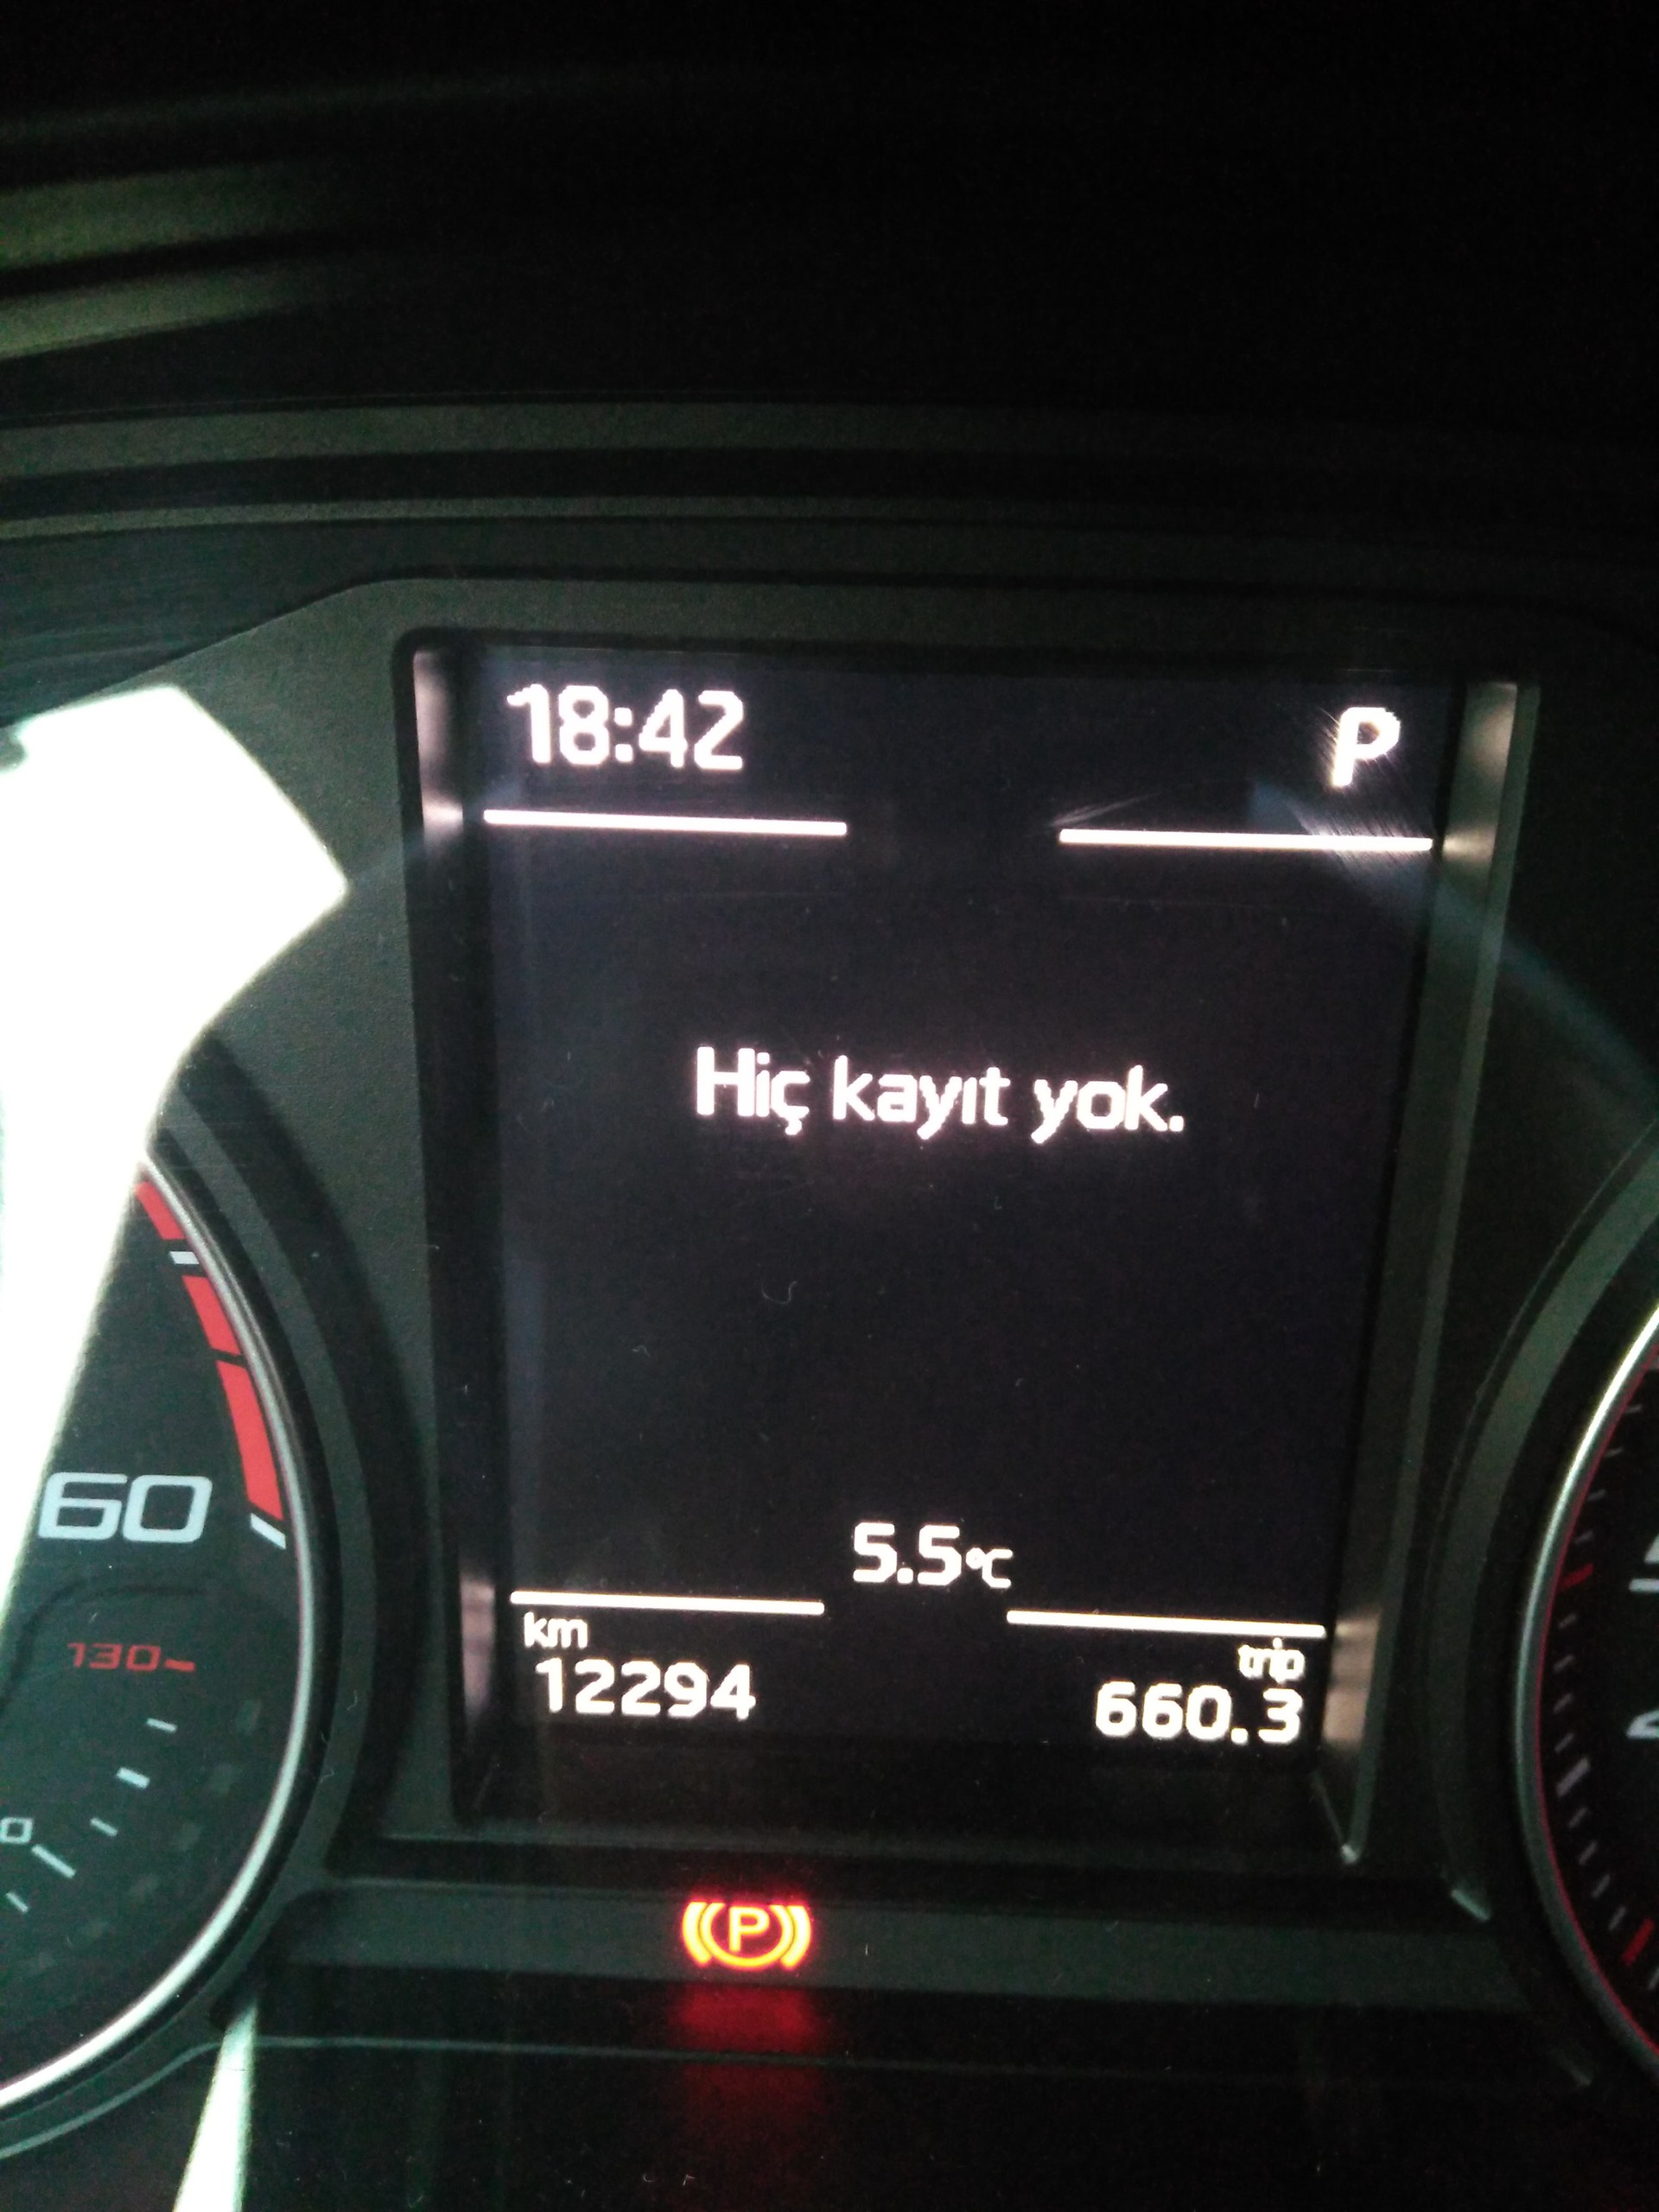 18:42
P
Hiç kayıt yok.
5.5°C
km
12294
trip
660.3
60
130
P